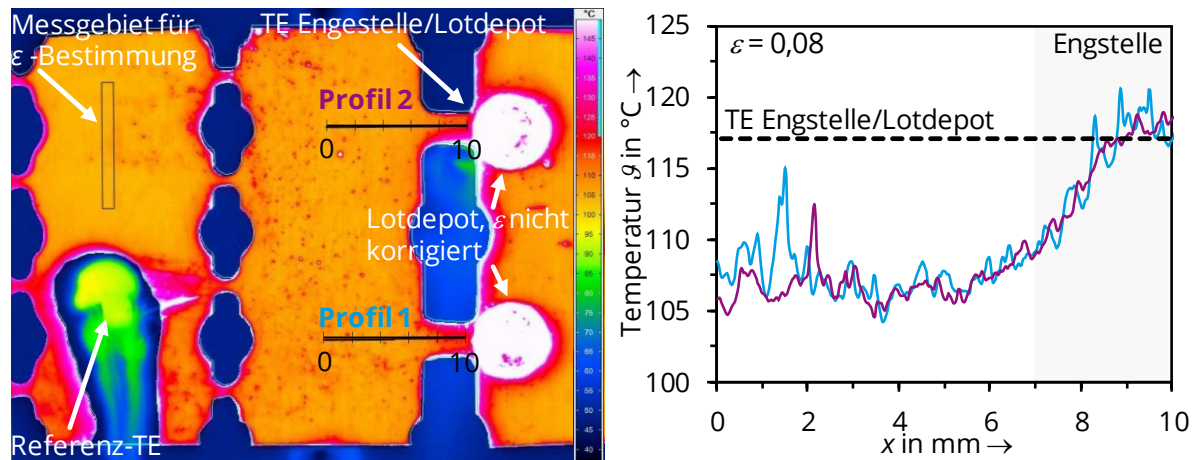 Messgebiet für
ε -Bestimmung
TE Engestelle/Lotdepot
°C
Profil 2
0
10
Lotdepot, ε nicht
korrigiert
Profil 1
0
10
Referenz-TE
145
140
135
130
125
120
115
110
105
100
95
90
85
80
75
70
65
60
55
50
45
40
ε = 0,08
Engstelle
TE Engstelle/Lotdepot
Temperatur ϑ in °C →
120
115
110
105
100
0
2
4
6
8
10
x in mm →